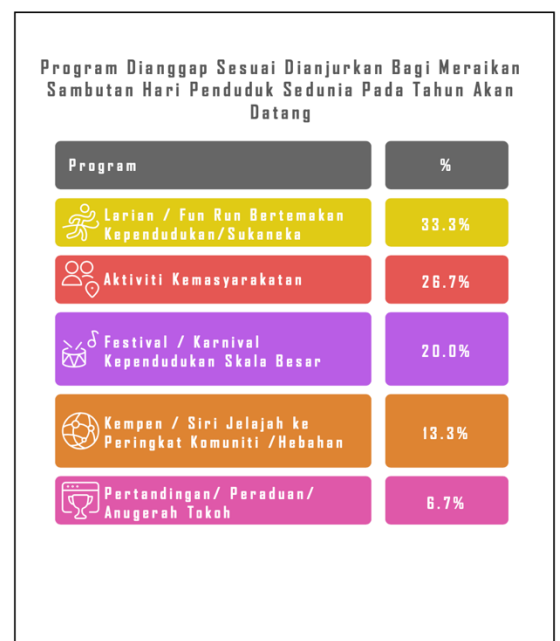 Program Dianggap Sesuai Dianjurkan Bagi Meraikan
Sambutan Hari Penduduk Sedunia Pada Tahun Akan
Datang
Program %
Larian / Fun Run Bertemakan
Kependudukan/Sukaneka
33.3%
Aktiviti Kemasyarakatan 26.7%
Festival / Karnival
Kependudukan Skala Besar
20.0%
Kempen / Siri Jelajah ke
Peringkat Komuniti /Hebahan
13.3%
Pertandingan/ Peraduan/
Anugerah Tokoh
6.7%